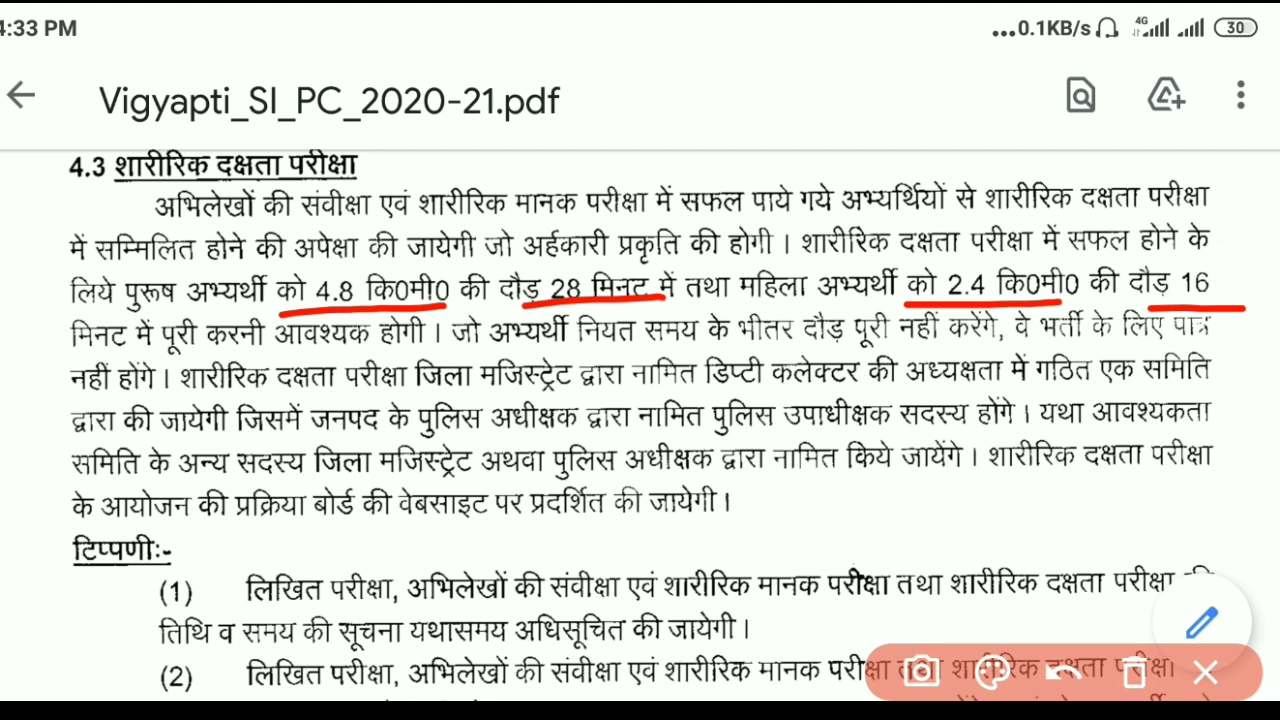 4:33 PM ...0.1KB/s 4G 30
Vigyapti_SI_PC_2020-21.pdf
4.3 शारीरिक दक्षता परीक्षा
अभिलेखों की संवीक्षा एवं शारीरिक मानक परीक्षा में सफल पाये गये अभ्यर्थियों से शारीरिक दक्षता परीक्षा
में सम्मिलित होने की अपेक्षा की जायेगी जो अर्हकारी प्रकृति की होगी । शारीरिक दक्षता परीक्षा में सफल होने के
लिये पुरूष अभ्यर्थी को 4.8 कि0मी0 की दौड़ 28 मिनट में तथा महिला अभ्यर्थी को 2.4 कि0मी0 की दौड़ 16
मिनट में पूरी करनी आवश्यक होगी । जो अभ्यर्थी नियत समय के भीतर दौड़ पूरी नहीं करेंगे, वे भर्ती के लिए पात्र
नहीं होंगे । शारीरिक दक्षता परीक्षा जिला मजिस्ट्रेट द्वारा नामित डिप्टी कलेक्टर की अध्यक्षता में गठित एक समिति
द्वारा की जायेगी जिसमें जनपद के पुलिस अधीक्षक द्वारा नामित पुलिस उपाधीक्षक सदस्य होंगे । यथा आवश्यकता
समिति के अन्य सदस्य जिला मजिस्ट्रेट अथवा पुलिस अधीक्षक द्वारा नामित किये जायेंगे । शारीरिक दक्षता परीक्षा
के आयोजन की प्रक्रिया बोर्ड की वेबसाइट पर प्रदर्शित की जायेगी ।
टिप्पणीः-
(1) लिखित परीक्षा, अभिलेखों की संवीक्षा एवं शारीरिक मानक परीक्षा तथा शारीरिक दक्षता परीक्षा
तिथि व समय की सूचना यथासमय अधिसूचित की जायेगी ।
(2) लिखित परीक्षा, अभिलेखों की संवीक्षा एवं शारीरिक मानक परीक्षा तथा शारीरिक दक्षता परीक्षा